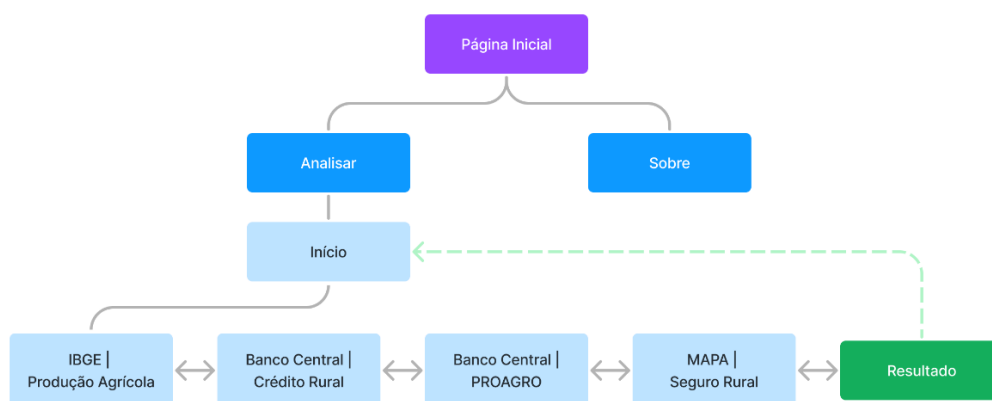 Página Inicial
Analisar
Sobre
Início
IBGE |
Produção Agrícola
Banco Central |
Crédito Rural
Banco Central |
PROAGRO
MAPA |
Seguro Rural
Resultado